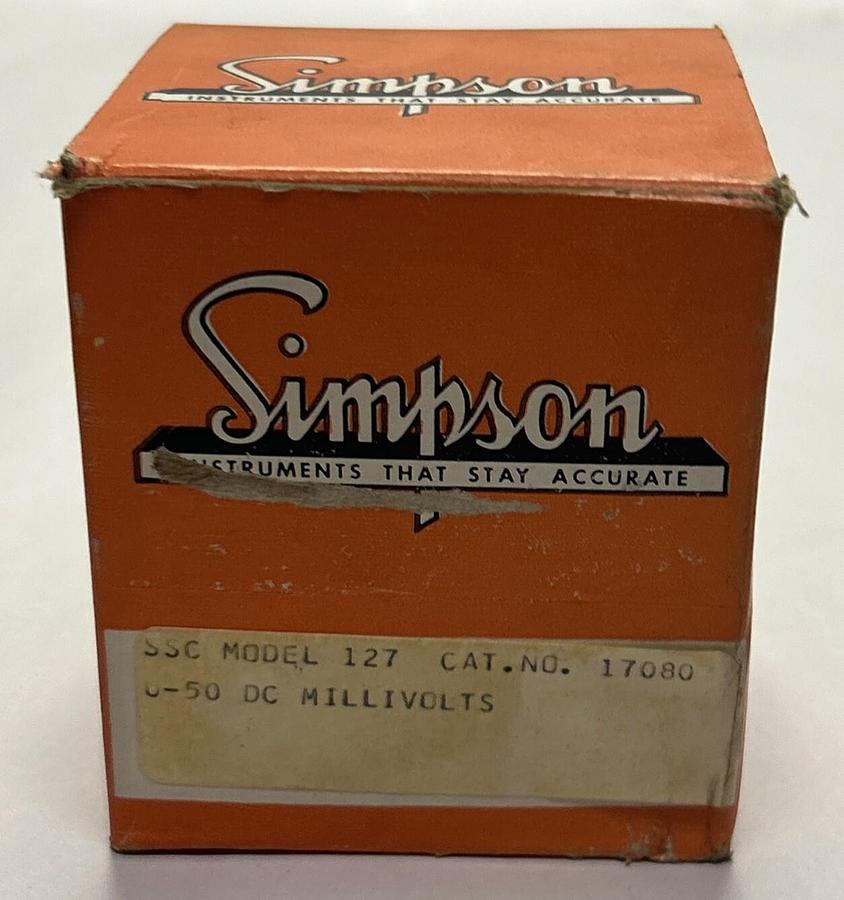 Simpson
INSTRUMENTS THAT STAY ACCURATE
Simpson
INSTRUMENTS THAT STAY ACCURATE
SSC MODEL 127 CAT.NO. 17080
0-50 DC MILLIVOLTS